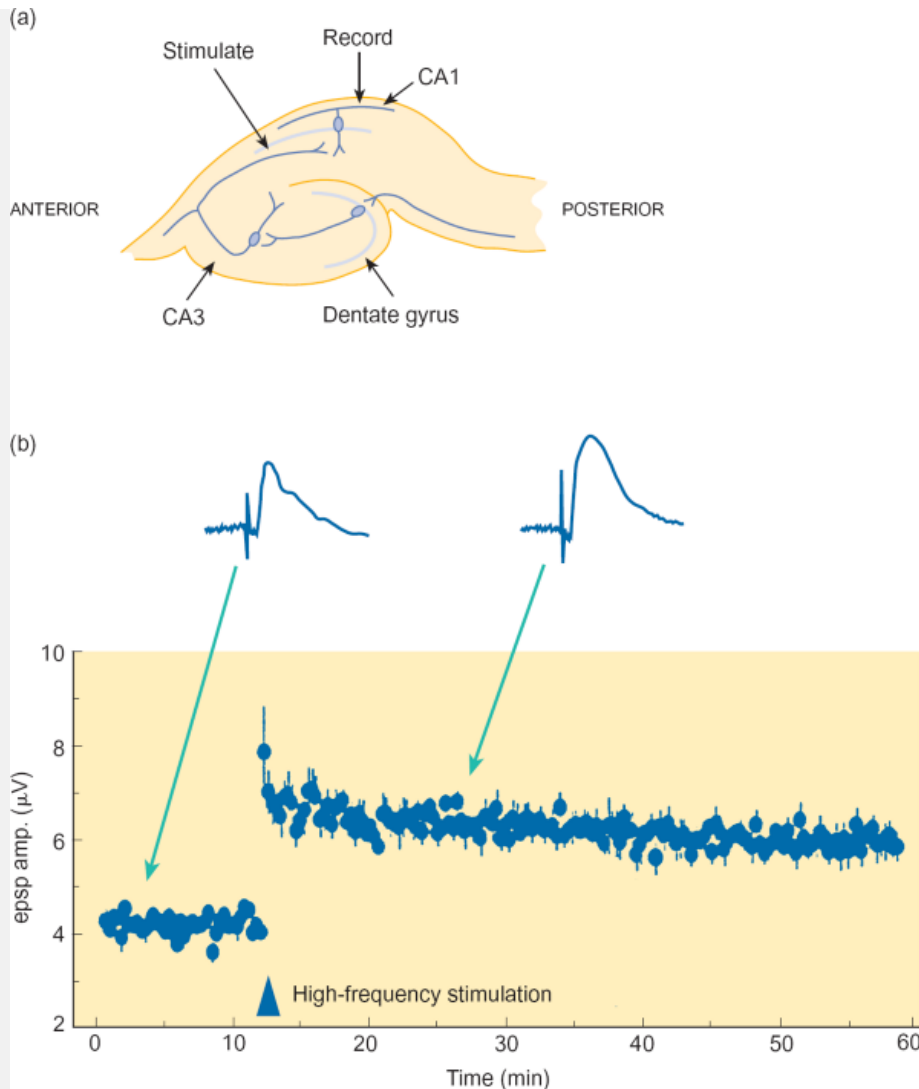 (a)
Record
Stimulate
CA1
ANTERIOR
POSTERIOR
CA3
Dentate gyrus
(b)
10
8
6
4
2
epsp amp. (µV)
High-frequency stimulation
0 10 20 30 40 50 60
Time (min)